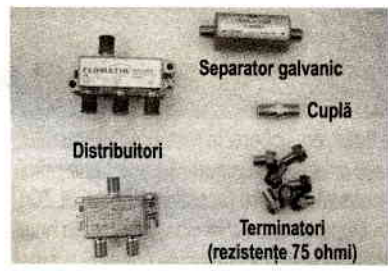 Separator galvanic
Cuplă
Distribuitori
Terminatori
(rezistențe 75 ohmi)